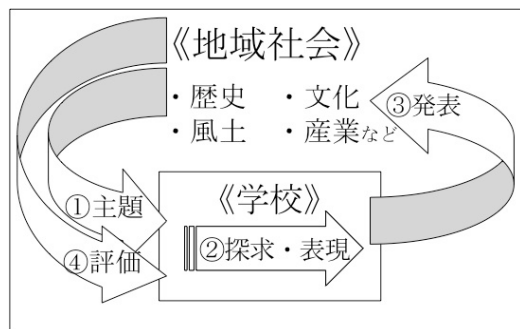 《地域社会》
・歴史 ・文化
・風土 ・産業など
③発表
①主題
《学校》
②探求・表現
④評価